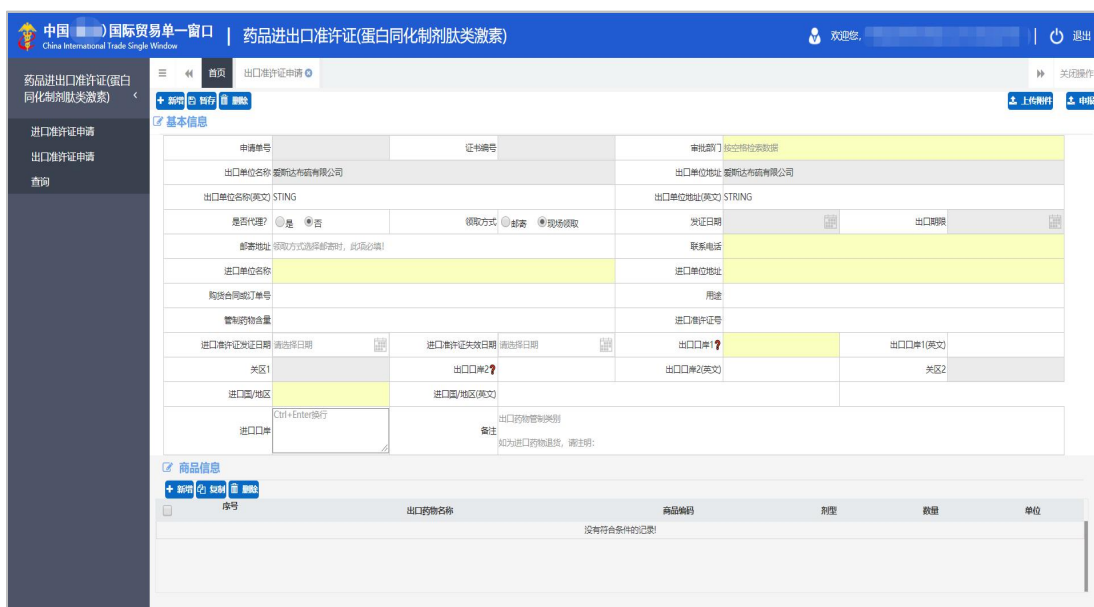 中国 ）国际贸易单一窗口 | 药品进出口准许证(蛋白同化制剂肽类激素) 欢迎您, 退出
China International Trade Single Window
药品进出口准许证(蛋白同化制剂肽类激素)
进口准许证申请
出口准许证申请
查询
首页 出口准许证申请 关闭操作
新增 暂存 删除 上传附件 申报
基本信息
申请单号 证书编号 审批部门 按空格检索数据
出口单位名称 爱斯达布硫有限公司 出口单位地址 爱斯达布硫有限公司
出口单位名称(英文) STING 出口单位地址(英文) STRING
是否代理? 是 否 领取方式 邮寄 现场领取 发证日期 出口期限
邮寄地址 领取方式选择邮寄时，此项必填! 联系电话
进口单位名称 进口单位地址
购货合同或订单号 用途
管制药物含量 进口准许证号
进口准许证发证日期 请选择日期 进口准许证失效日期 请选择日期 出口口岸1? 出口口岸1(英文)
关区1 出口口岸2? 出口口岸2(英文) 关区2
进口国/地区 进口国/地区(英文)
进口口岸 Ctrl+Enter换行 备注 出口药物管制类别
如为进口药物退货，请注明:
商品信息
新增 复制 删除
序号 出口药物名称 商品编码 剂型 数量 单位
没有符合条件的记录!